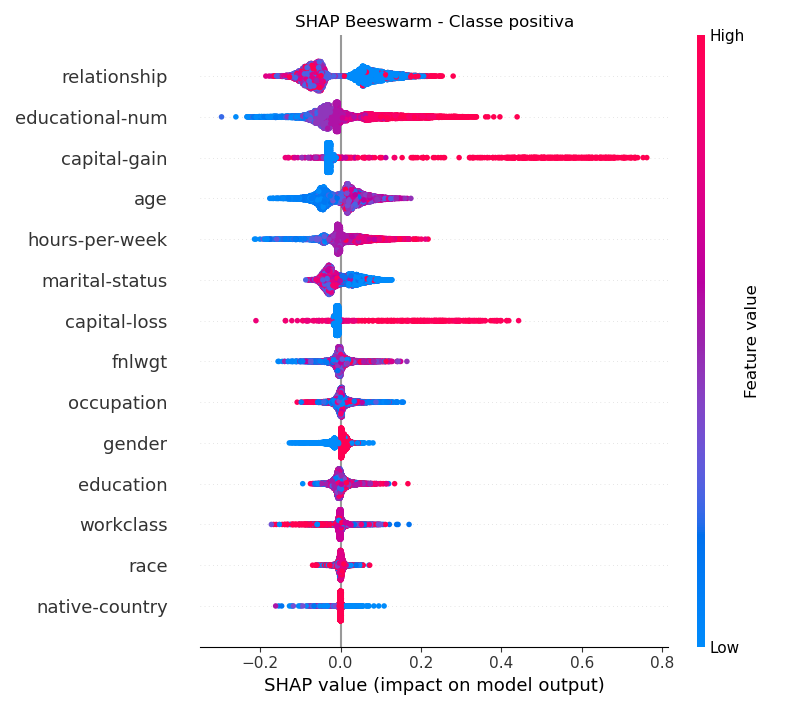 SHAP Beeswarm - Classe positiva
High
relationship
educational-num
capital-gain
age
hours-per-week
marital-status
capital-loss
fnlwgt
occupation
gender
education
workclass
race
native-country
Feature value
Low
−0.2 0.0 0.2 0.4 0.6 0.8
SHAP value (impact on model output)